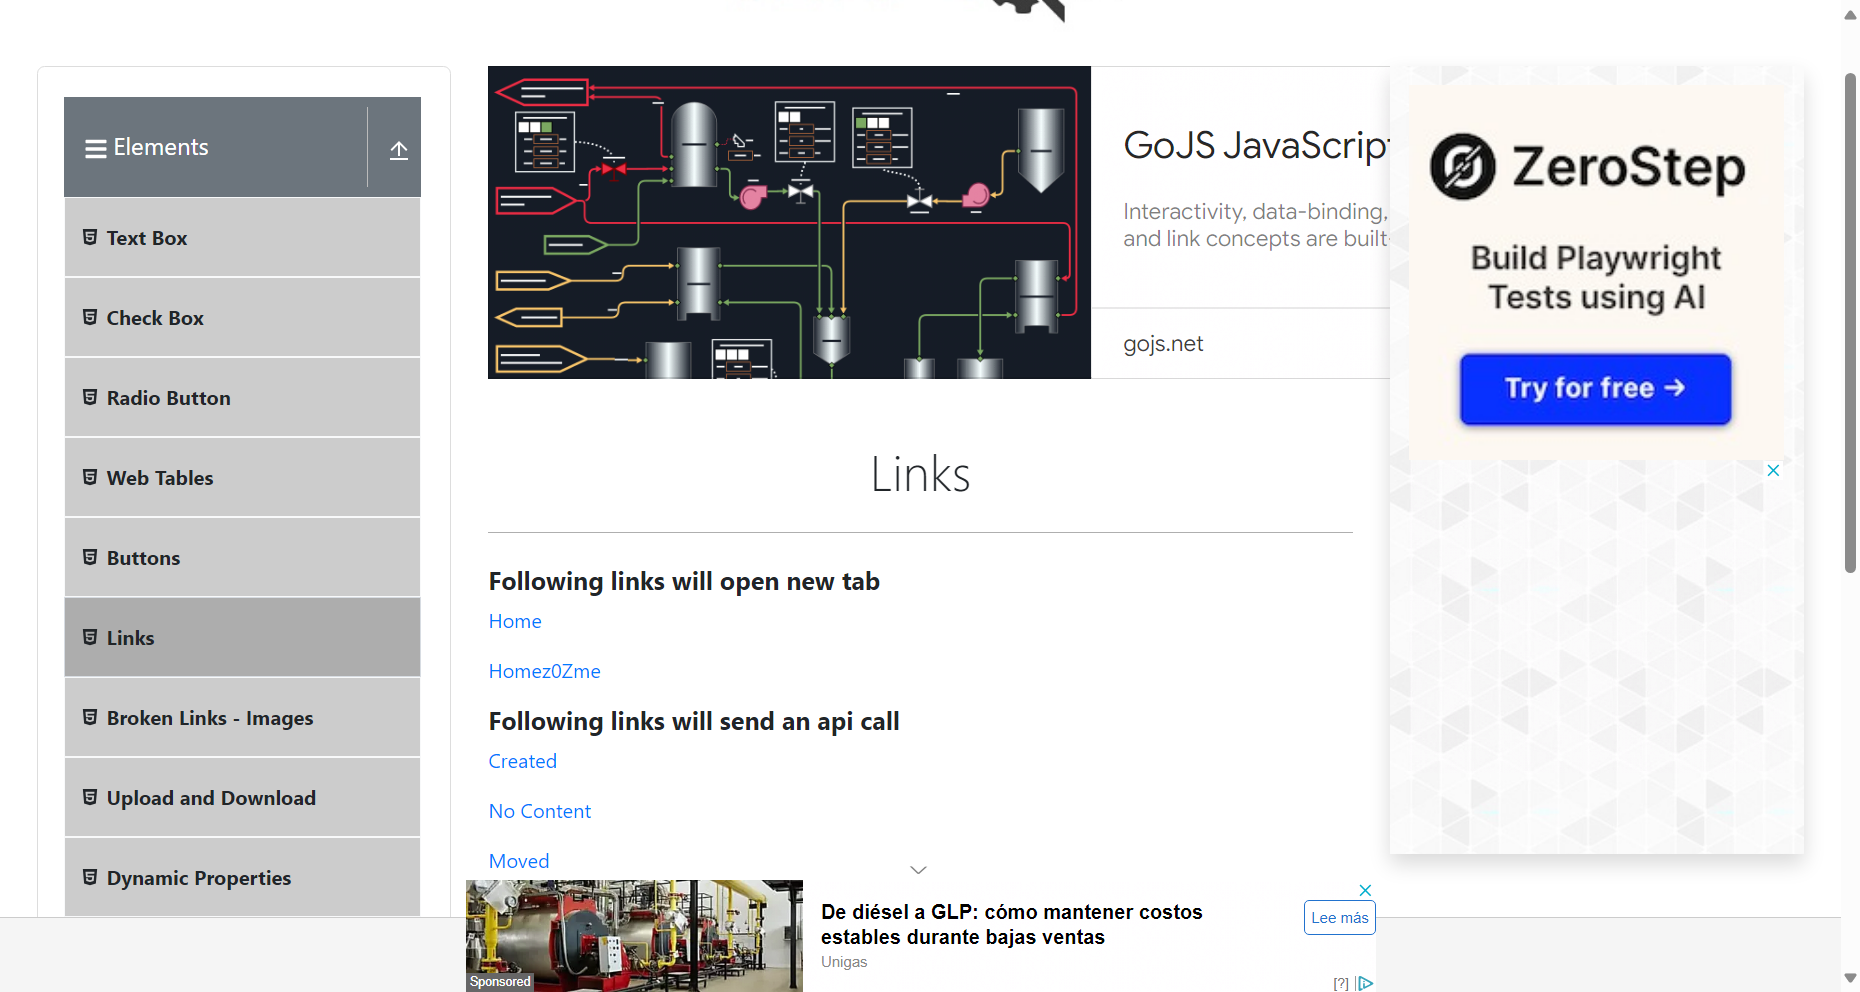 Elements
Text Box
Check Box
Radio Button
Web Tables
Buttons
Links
Broken Links - Images
Upload and Download
Dynamic Properties
GoJS JavaScript
Interactivity, data-binding,
and link concepts are built-
gojs.net
Links
Following links will open new tab
Home
Homez0Zme
Following links will send an api call
Created
No Content
Moved
ZeroStep
Build Playwright
Tests using AI
Try for free →
Sponsored
De diésel a GLP: cómo mantener costos
estables durante bajas ventas
Unigas
Lee más
[?]